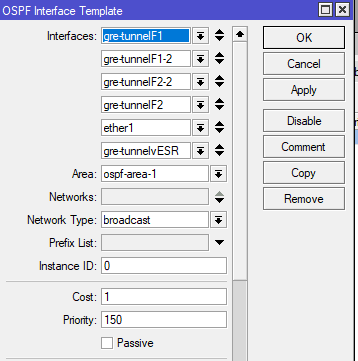 OSPF Interface Template
Interfaces: gre-tunnelF1
gre-tunnelF1-2
gre-tunnelF2-2
gre-tunnelF2
ether1
gre-tunnelvESR
Area: ospf-area-1
Networks:
Network Type: broadcast
Prefix List:
Instance ID: 0
Cost: 1
Priority: 150
Passive
OK
Cancel
Apply
Disable
Comment
Copy
Remove